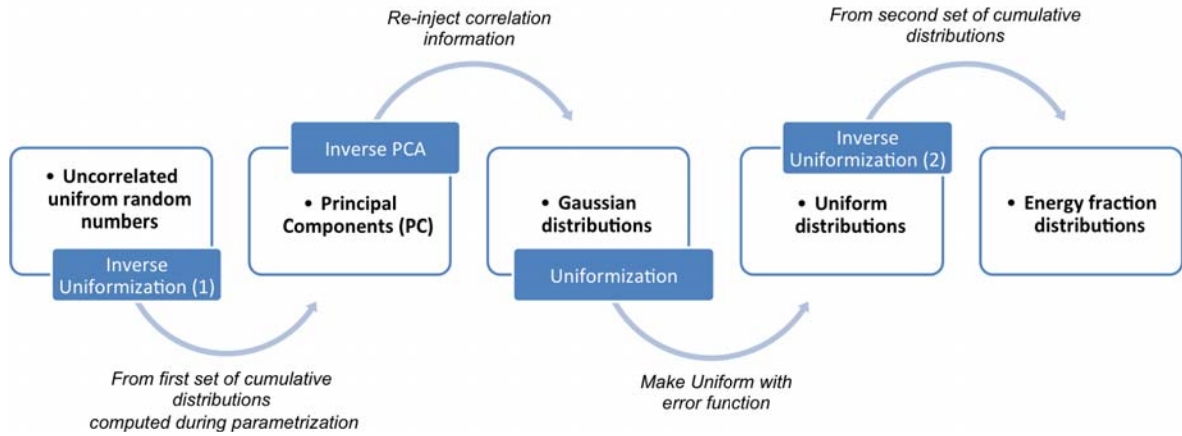 Re-inject correlation
information
From second set of cumulative
distributions
Inverse PCA
Inverse
Uniformization (2)
• Uncorrelated
unifrom random
numbers
• Principal
Components (PC)
• Gaussian
distributions
• Uniform
distributions
• Energy fraction
distributions
Inverse
Uniformization (1)
Uniformization
From first set of cumulative
distributions
computed during parametrization
Make Uniform with
error function